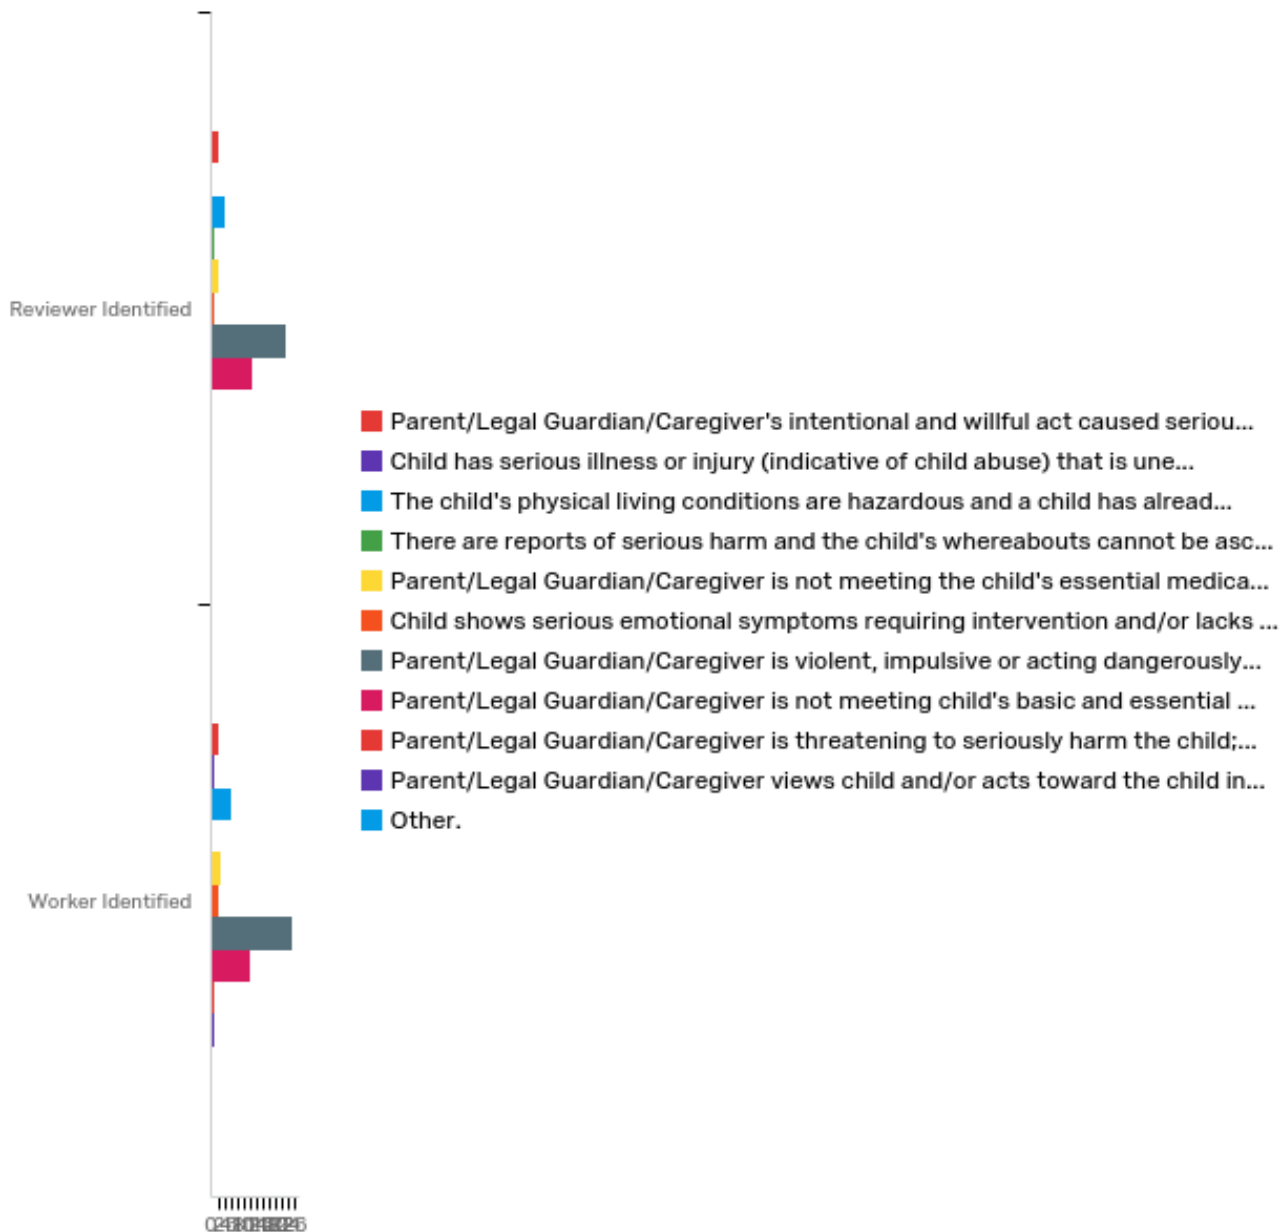 Reviewer Identified
Parent/Legal Guardian/Caregiver's intentional and willful act caused seriou...
Child has serious illness or injury (indicative of child abuse) that is une...
The child's physical living conditions are hazardous and a child has alread...
There are reports of serious harm and the child's whereabouts cannot be asc...
Parent/Legal Guardian/Caregiver is not meeting the child's essential medica...
Child shows serious emotional symptoms requiring intervention and/or lacks ...
Parent/Legal Guardian/Caregiver is violent, impulsive or acting dangerously...
Parent/Legal Guardian/Caregiver is not meeting child's basic and essential ...
Parent/Legal Guardian/Caregiver is threatening to seriously harm the child;...
Parent/Legal Guardian/Caregiver views child and/or acts toward the child in...
Other.
Worker Identified